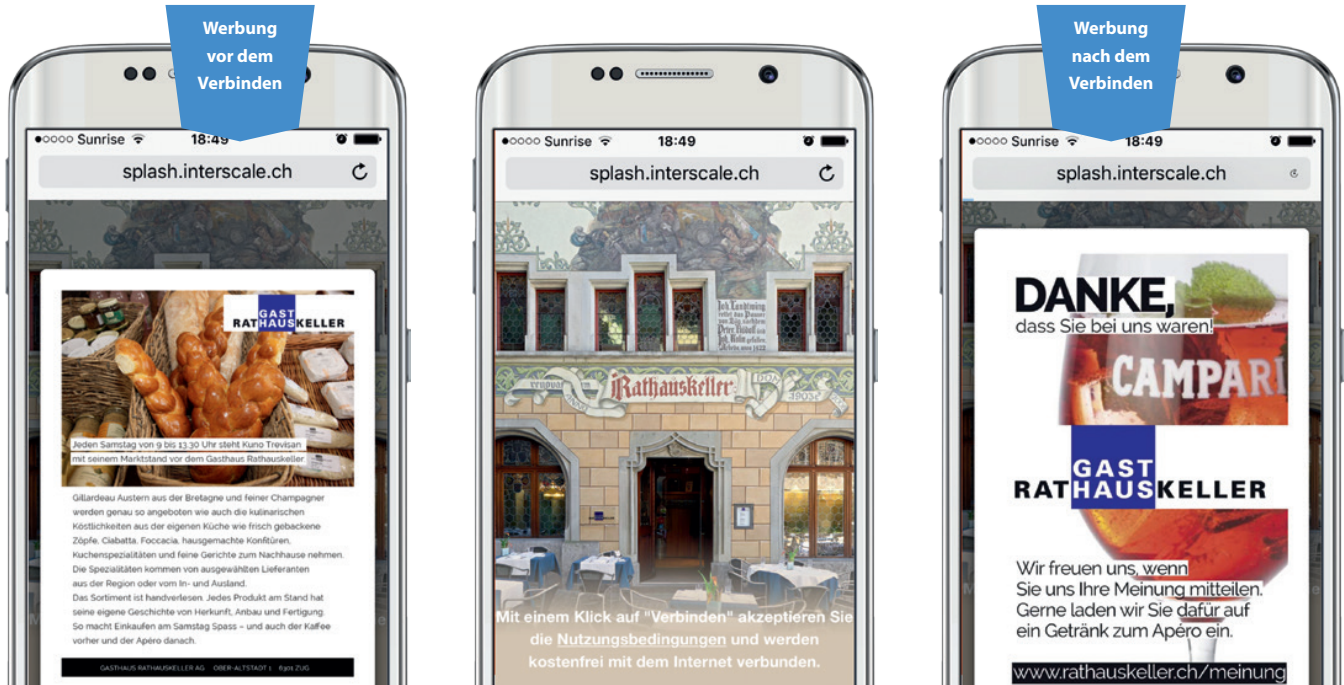 Werbung
vor dem
Verbinden
Sunrise 18:49
splash.interscale.ch
GAST
RATHAUSKELLER
Jeden Samstag von 9 bis 13.30 Uhr steht Kuno Trevisan
mit seinem Marktstand vor dem Gasthaus Rathauskeller.
Gillardeau Austern aus der Bretagne und feiner Champagner
werden genau so angeboten wie auch die kulinarischen
Köstlichkeiten aus der eigenen Küche wie frisch gebackene
Zöpfe, Ciabatta, Foccacia, hausgemachte Konfitüren,
Kuchenspezialitäten und feine Gerichte zum Nachhause nehmen.
Die Spezialitäten kommen von ausgewählten Lieferanten
aus der Region oder vom In- und Ausland.
Das Sortiment ist handverlesen. Jedes Produkt am Stand hat
seine eigene Geschichte von Herkunft, Anbau und Fertigung.
So macht Einkaufen am Samstag Spass – und auch der Kaffee
vorher und der Apéro danach.
GASTHAUS RATHAUSKELLER AG OBER-ALTSTADT 1 6301 ZUG
Sunrise 18:49
splash.interscale.ch
Rathauskeller
Mit einem Klick auf "Verbinden" akzeptieren Sie
die Nutzungsbedingungen und werden
kostenfrei mit dem Internet verbunden.
Werbung
nach dem
Verbinden
Sunrise 18:49
splash.interscale.ch
DANKE,
dass Sie bei uns waren!
CAMPARI
GAST
RATHAUSKELLER
Wir freuen uns, wenn
Sie uns Ihre Meinung mitteilen.
Gerne laden wir Sie dafür auf
ein Getränk zum Apéro ein.
www.rathauskeller.ch/meinung